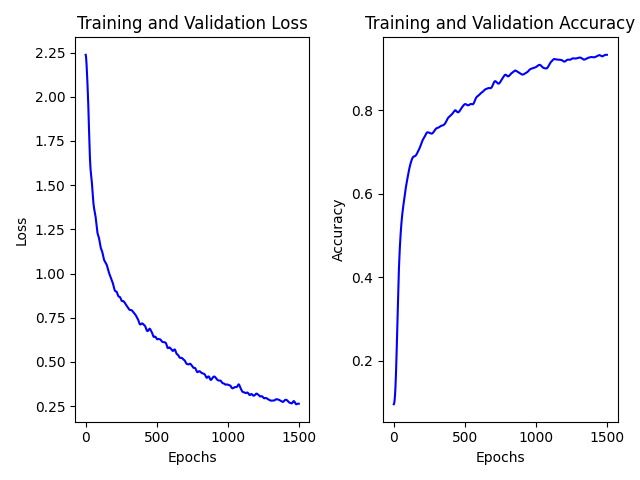 Training and Validation Loss
2.25
2.00
1.75
1.50
1.25
1.00
0.75
0.50
0.25
Loss
0 500 1000 1500
Epochs
Training and Validation Accuracy
0.8
0.6
0.4
0.2
Accuracy
0 500 1000 1500
Epochs